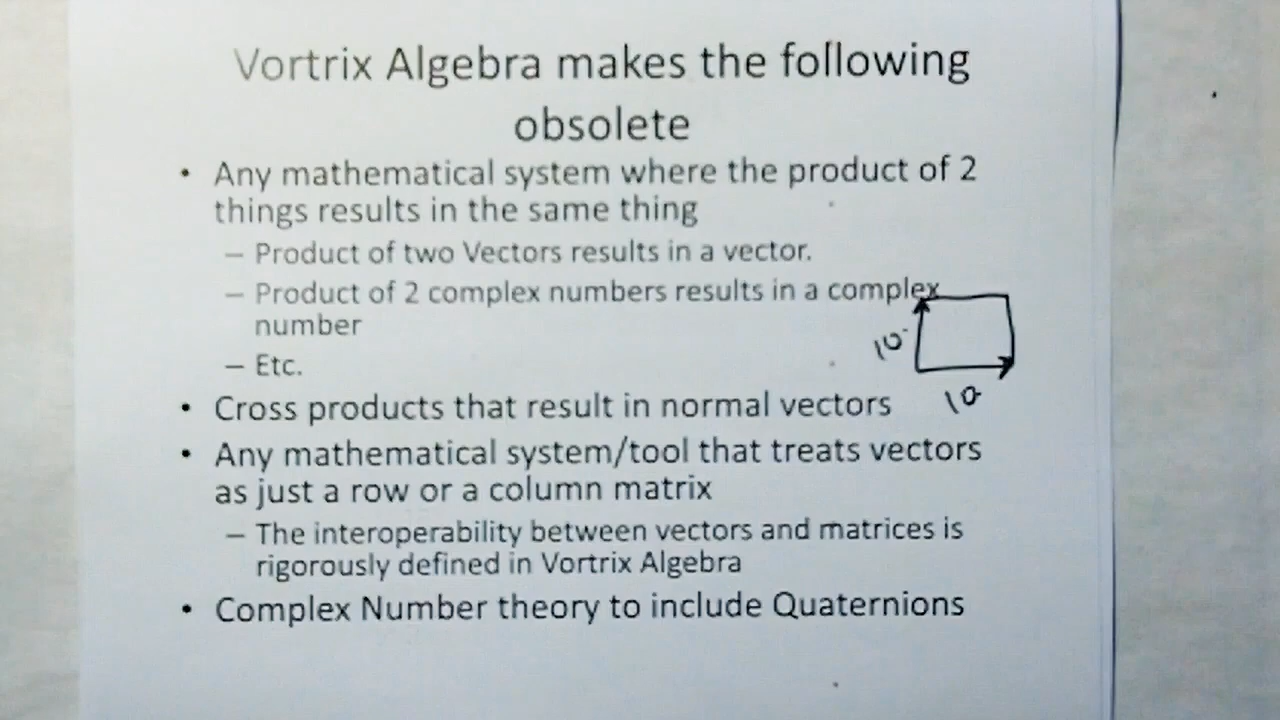 Vortrix Algebra makes the following
obsolete
• Any mathematical system where the product of 2
things results in the same thing
– Product of two Vectors results in a vector.
– Product of 2 complex numbers results in a complex
number
10
– Etc.
• Cross products that result in normal vectors
10
• Any mathematical system/tool that treats vectors
as just a row or a column matrix
– The interoperability between vectors and matrices is
rigorously defined in Vortrix Algebra
• Complex Number theory to include Quaternions